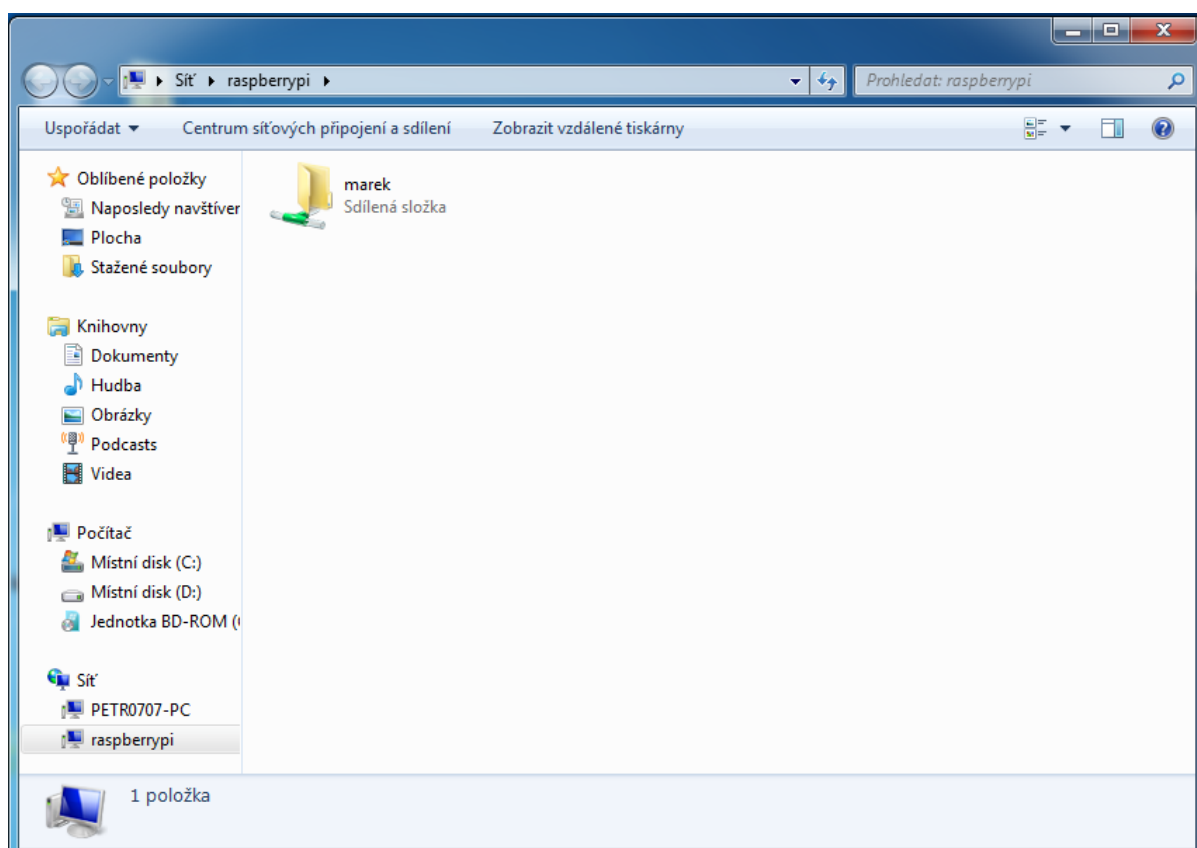 Síť ▸ raspberrypi ▸
Prohledat: raspberrypi
Uspořádat
Centrum síťových připojení a sdílení
Zobrazit vzdálené tiskárny
Oblíbené položky
Naposledy navštíver
Plocha
Stažené soubory
Knihovny
Dokumenty
Hudba
Obrázky
Podcasts
Videa
Počítač
Místní disk (C:)
Místní disk (D:)
Jednotka BD-ROM (
Síť
PETR0707-PC
raspberrypi
marek
Sdílená složka
1 položka